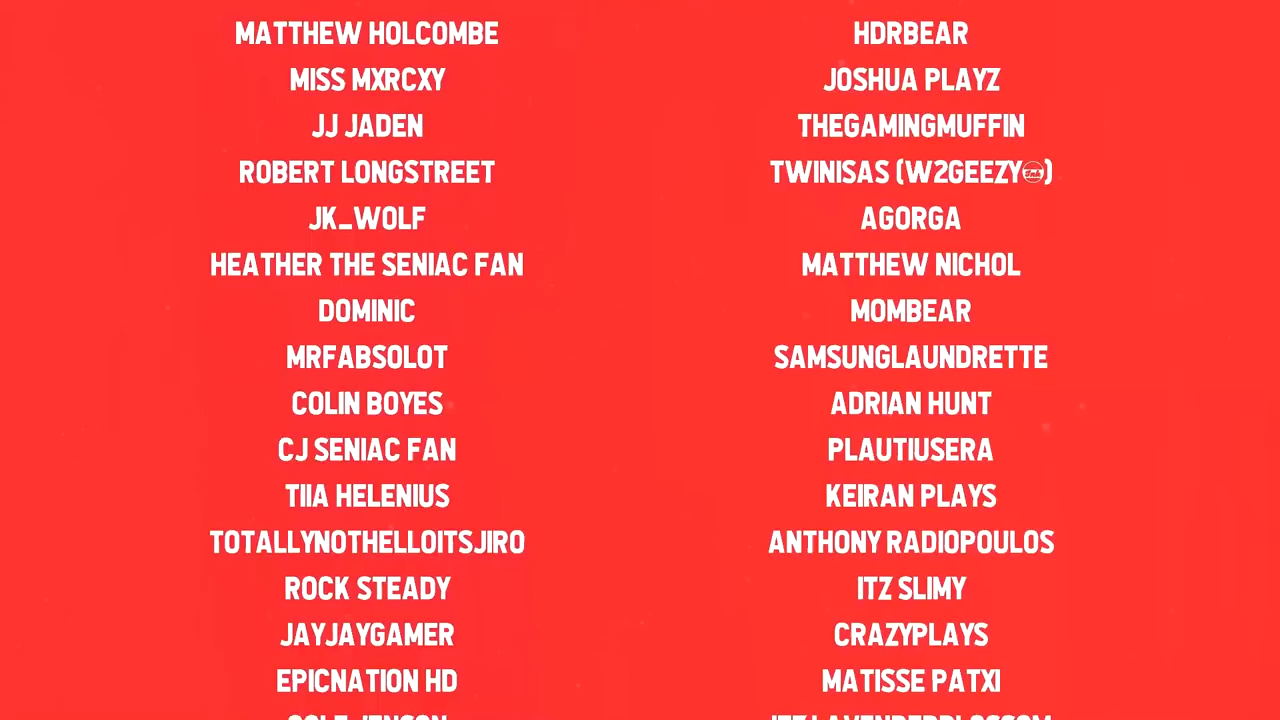 MATTHEW HOLCOMBE
MISS MXRCXY
JJ JADEN
ROBERT LONGSTREET
JK_WOLF
HEATHER THE SENIAC FAN
DOMINIC
MRFABSOLOT
COLIN BOYES
CJ SENIAC FAN
TIIA HELENIUS
TOTALLYNOTHELLOITSJIRO
ROCK STEADY
JAYJAYGAMER
EPICNATION HD
HDRBEAR
JOSHUA PLAYZ
THEGAMINGMUFFIN
TWINISAS (W2GEEZY)
AGORGA
MATTHEW NICHOL
MOMBEAR
SAMSUNGLAUNDRETTE
ADRIAN HUNT
PLAUTIUSERA
KEIRAN PLAYS
ANTHONY RADIOPOULOS
ITZ SLIMY
CRAZYPLAYS
MATISSE PATXI